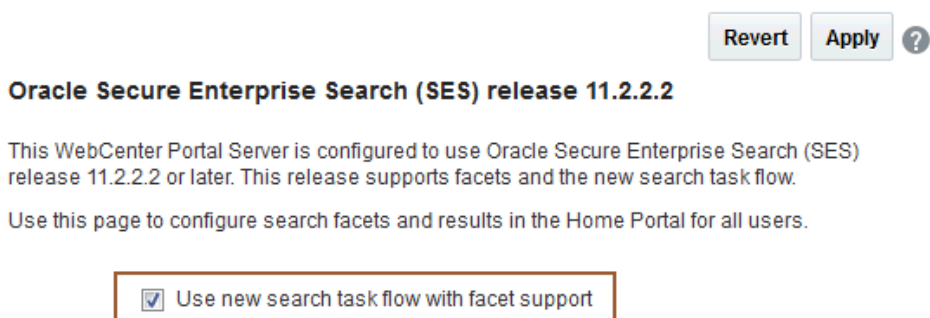 Revert Apply ?
Oracle Secure Enterprise Search (SES) release 11.2.2.2
This WebCenter Portal Server is configured to use Oracle Secure Enterprise Search (SES)
release 11.2.2.2 or later. This release supports facets and the new search task flow.
Use this page to configure search facets and results in the Home Portal for all users.
Use new search task flow with facet support